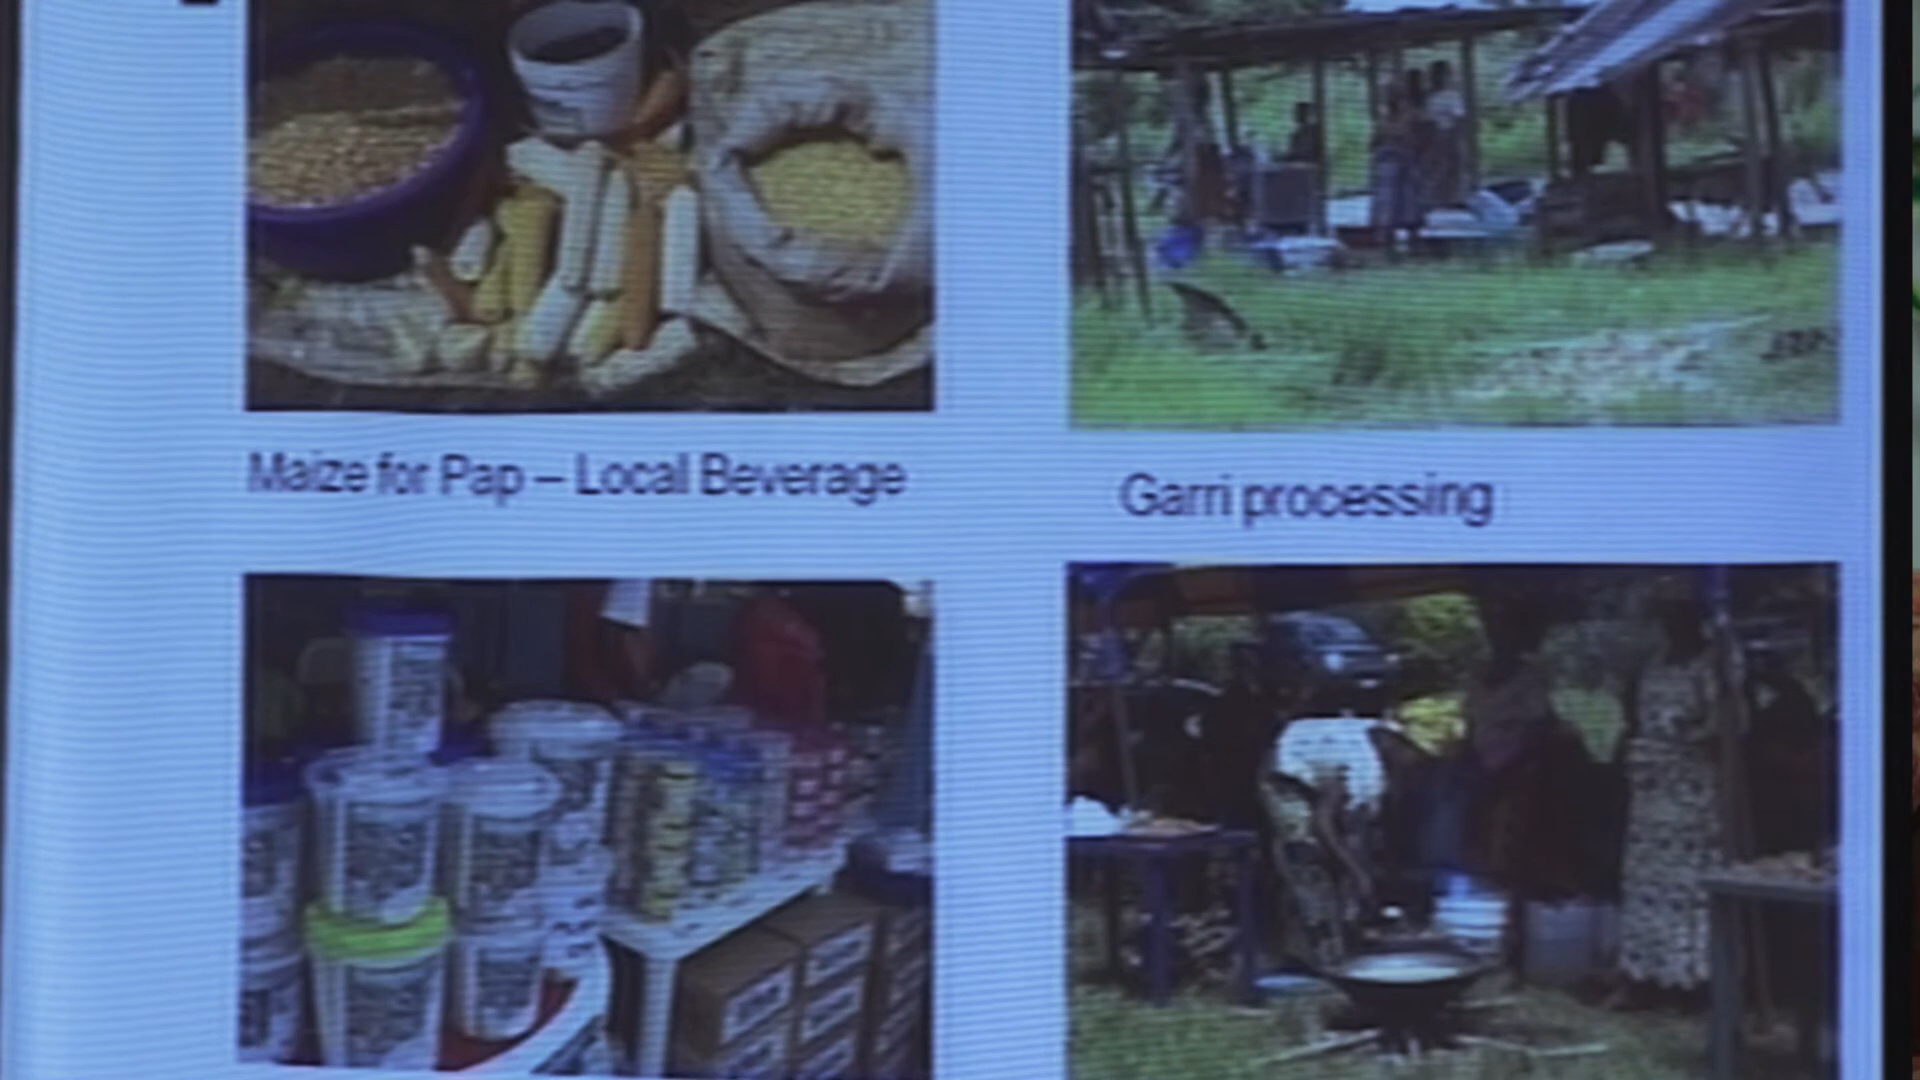 Maize for Pap – Local Beverage
Garri processing